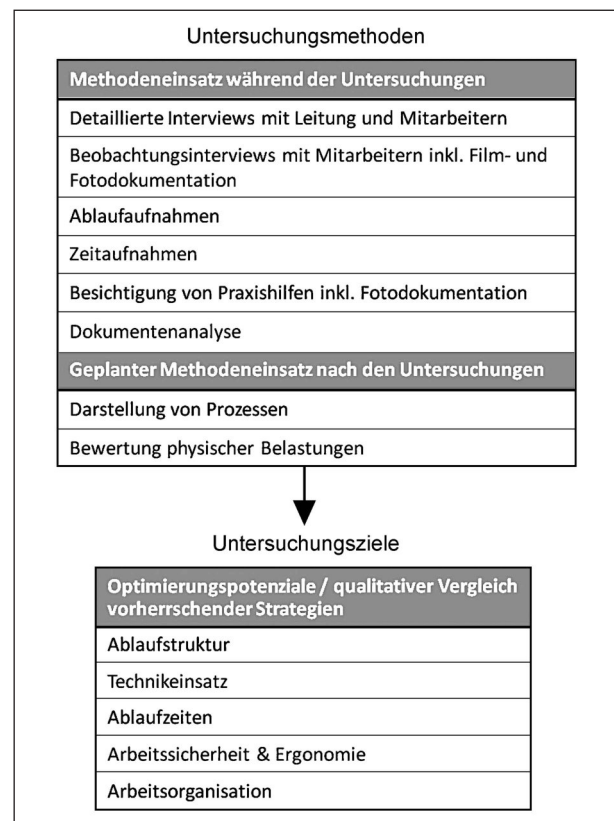 Untersuchungsmethoden
Methodeneinsatz während der Untersuchungen
Detaillierte Interviews mit Leitung und Mitarbeitern
Beobachtungsinterviews mit Mitarbeitern inkl. Film- und
Fotodokumentation
Ablaufaufnahmen
Zeitaufnahmen
Besichtigung von Praxishilfen inkl. Fotodokumentation
Dokumentenanalyse
Geplanter Methodeneinsatz nach den Untersuchungen
Darstellung von Prozessen
Bewertung physischer Belastungen
Untersuchungsziele
Optimierungspotenziale / qualitativer Vergleich
vorherrschender Strategien
Ablaufstruktur
Technikeinsatz
Ablaufzeiten
Arbeitssicherheit & Ergonomie
Arbeitsorganisation